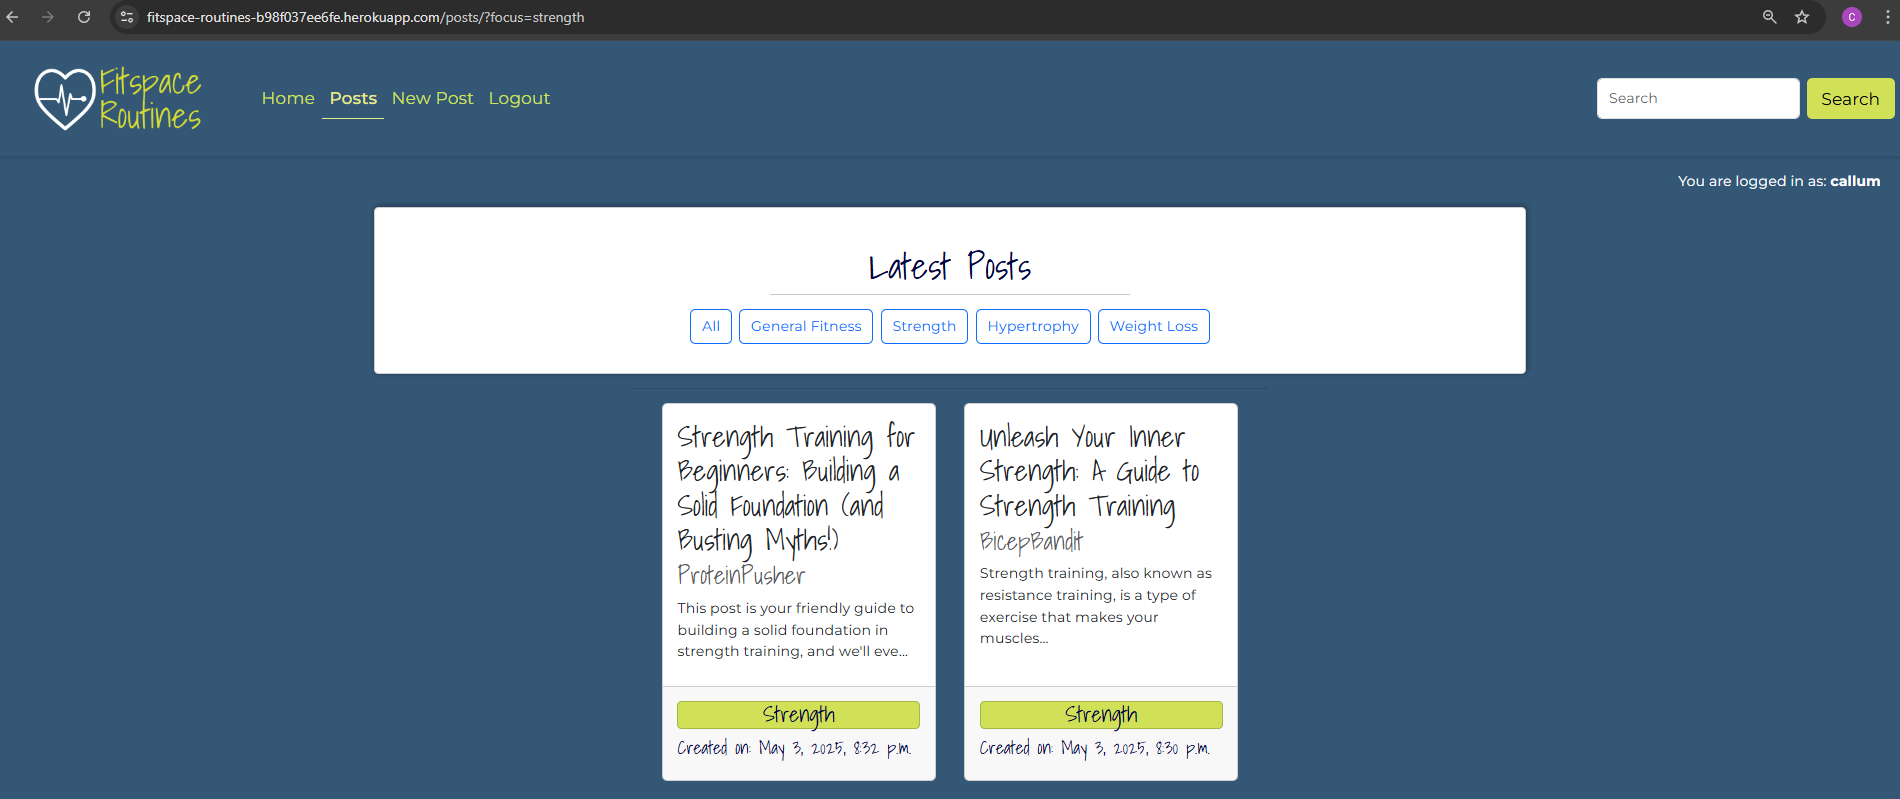 fitspace-routines-b98f037ee6fe.herokuapp.com/posts/?focus=strength
C
Fitspace
Routines
Home Posts New Post Logout
Search Search
You are logged in as: callum
Latest Posts
All General Fitness Strength Hypertrophy Weight Loss
Strength Training for
Beginners: Building a
Solid Foundation (and
Busting Myths!)
ProteinPusher
This post is your friendly guide to
building a solid foundation in
strength training, and we'll eve...
Strength
Created on: May 3, 2025, 8:32 p.m.
Unleash Your Inner
Strength: A Guide to
Strength Training
BicepBandit
Strength training, also known as
resistance training, is a type of
exercise that makes your
muscles...
Strength
Created on: May 3, 2025, 8:30 p.m.